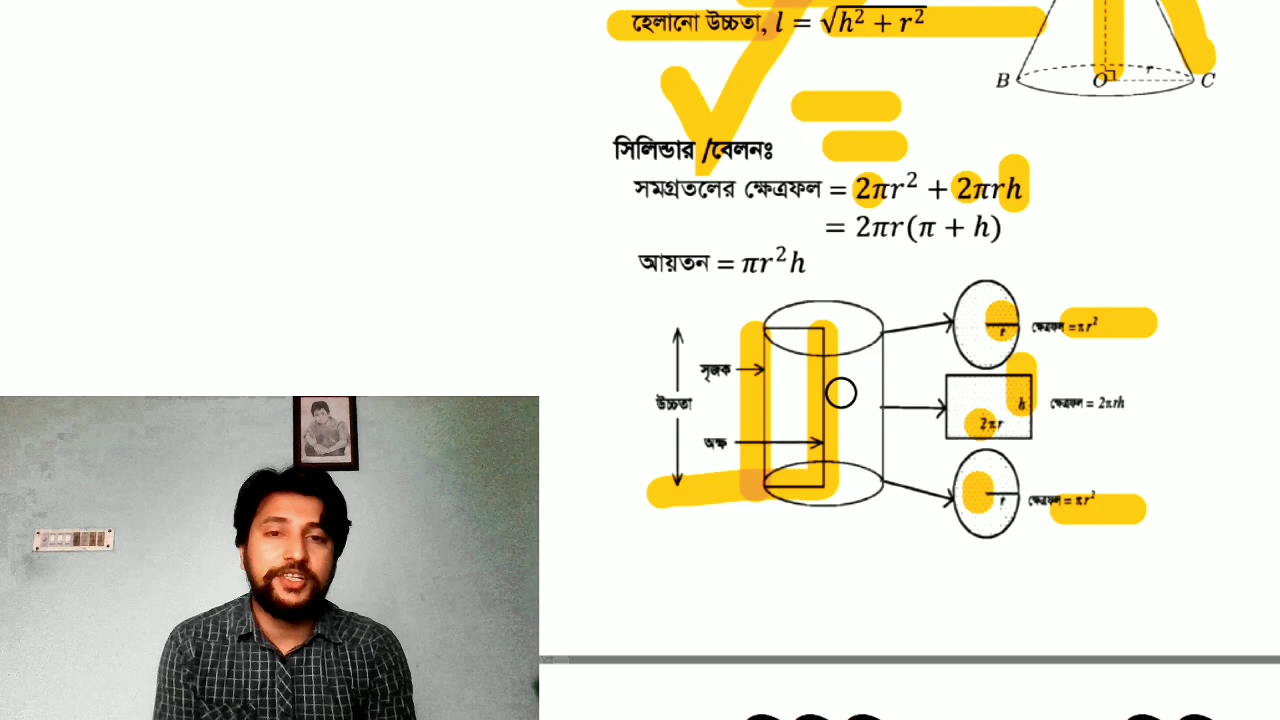 হেলানো উচ্চতা, l = √h² + r²
B O r C
সিলিন্ডার /বেলনঃ
সমগ্রতলের ক্ষেত্রফল = 2πr² + 2πrh
= 2πr(π + h)
আয়তন = πr²h
r
ক্ষেত্রফল = πr²
সৃজক
উচ্চতা
h
2πr
ক্ষেত্রফল = 2πrh
অক্ষ
r
ক্ষেত্রফল = πr²